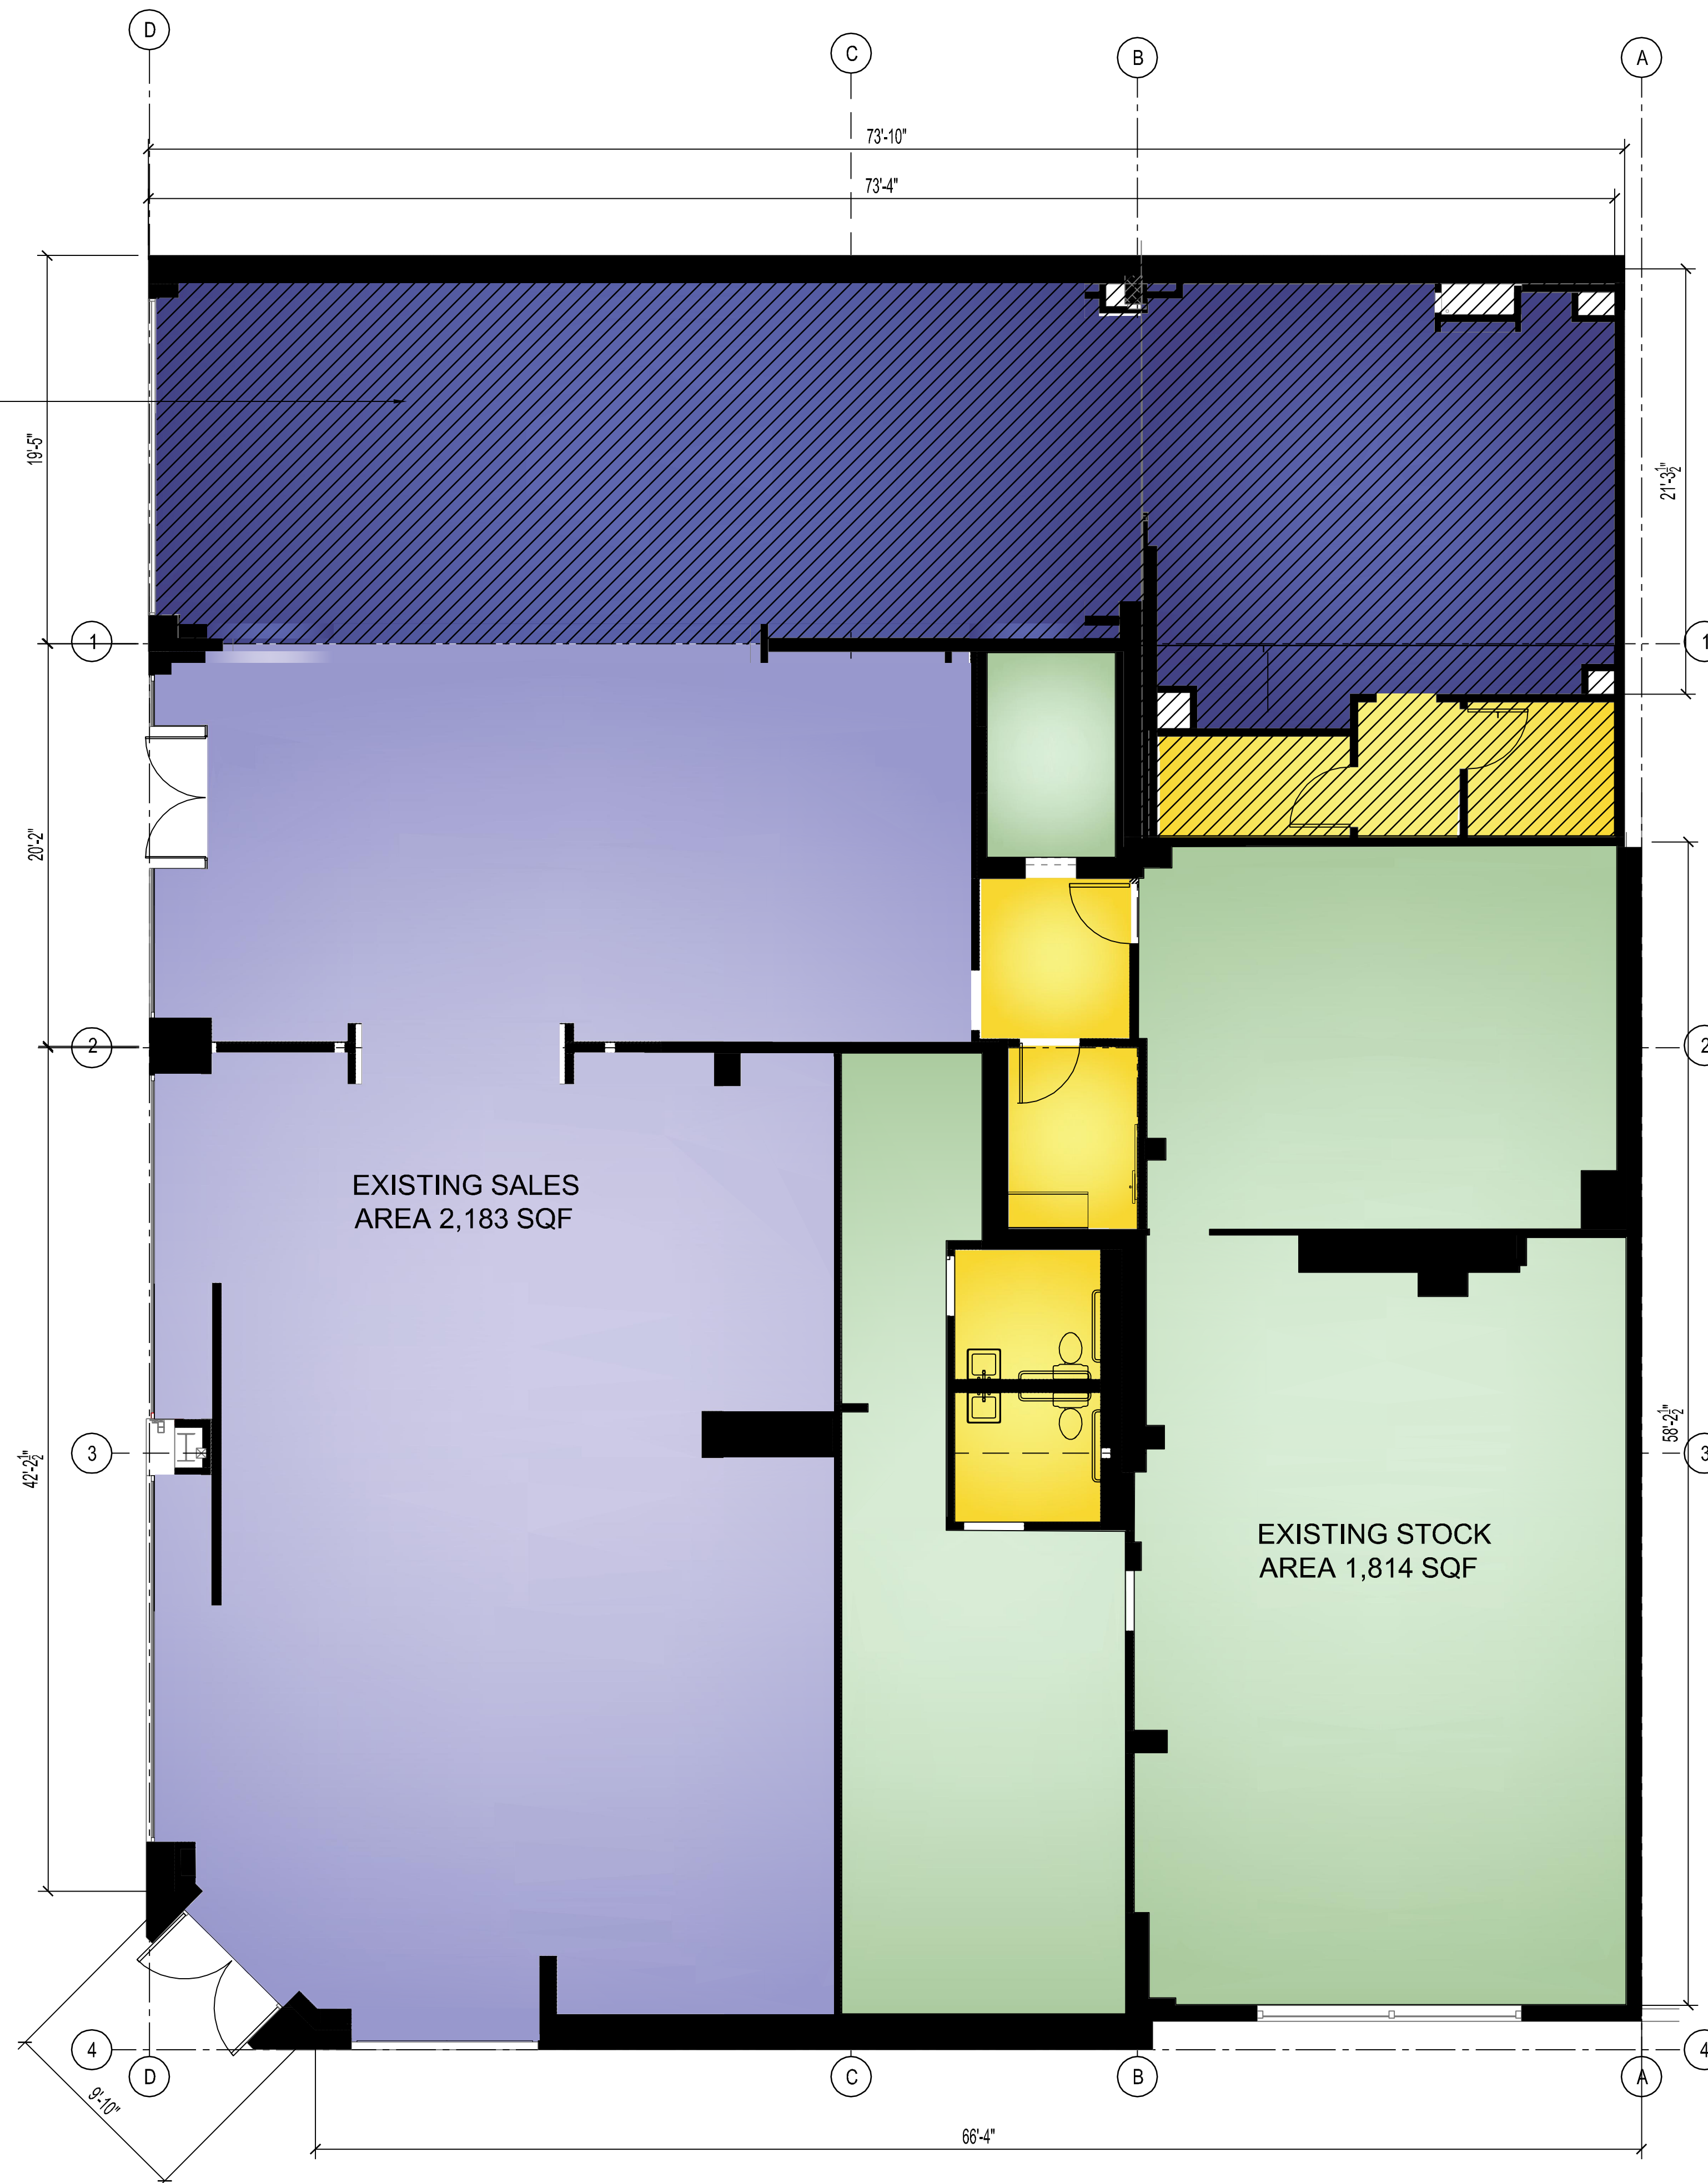 D
C
B
A
73'-10"
73'-4"
19'-5"
21'-3½"
1
1
20'-2"
2
2
EXISTING SALES
AREA 2,183 SQF
3
3
42'-2½"
58'-2½"
EXISTING STOCK
AREA 1,814 SQF
4
4
D
C
B
A
9'-10"
66'-4"